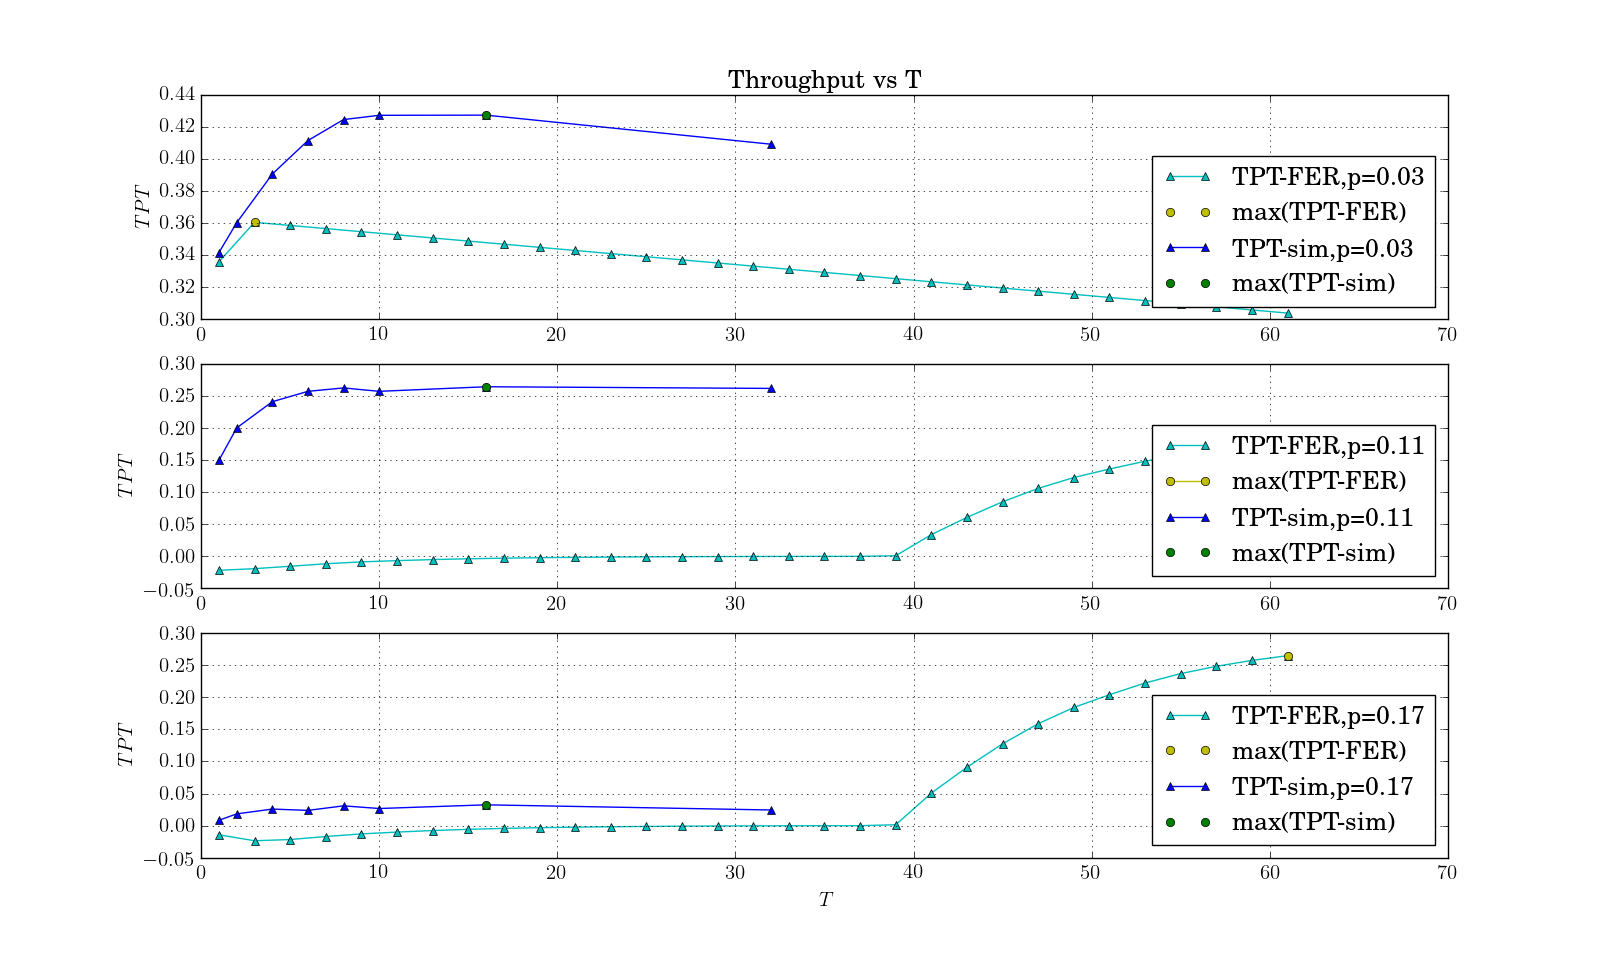 Throughput vs T
0.44
0.42
0.40
0.38
0.36
0.34
0.32
0.30
TPT
0 10 20 30 40 50 60 70
TPT-FER,p=0.03
max(TPT-FER)
TPT-sim,p=0.03
max(TPT-sim)
0.30
0.25
0.20
0.15
0.10
0.05
0.00
−0.05
TPT
0 10 20 30 40 50 60 70
TPT-FER,p=0.11
max(TPT-FER)
TPT-sim,p=0.11
max(TPT-sim)
0.30
0.25
0.20
0.15
0.10
0.05
0.00
−0.05
TPT
0 10 20 30 40 50 60 70
TPT-FER,p=0.17
max(TPT-FER)
TPT-sim,p=0.17
max(TPT-sim)
T